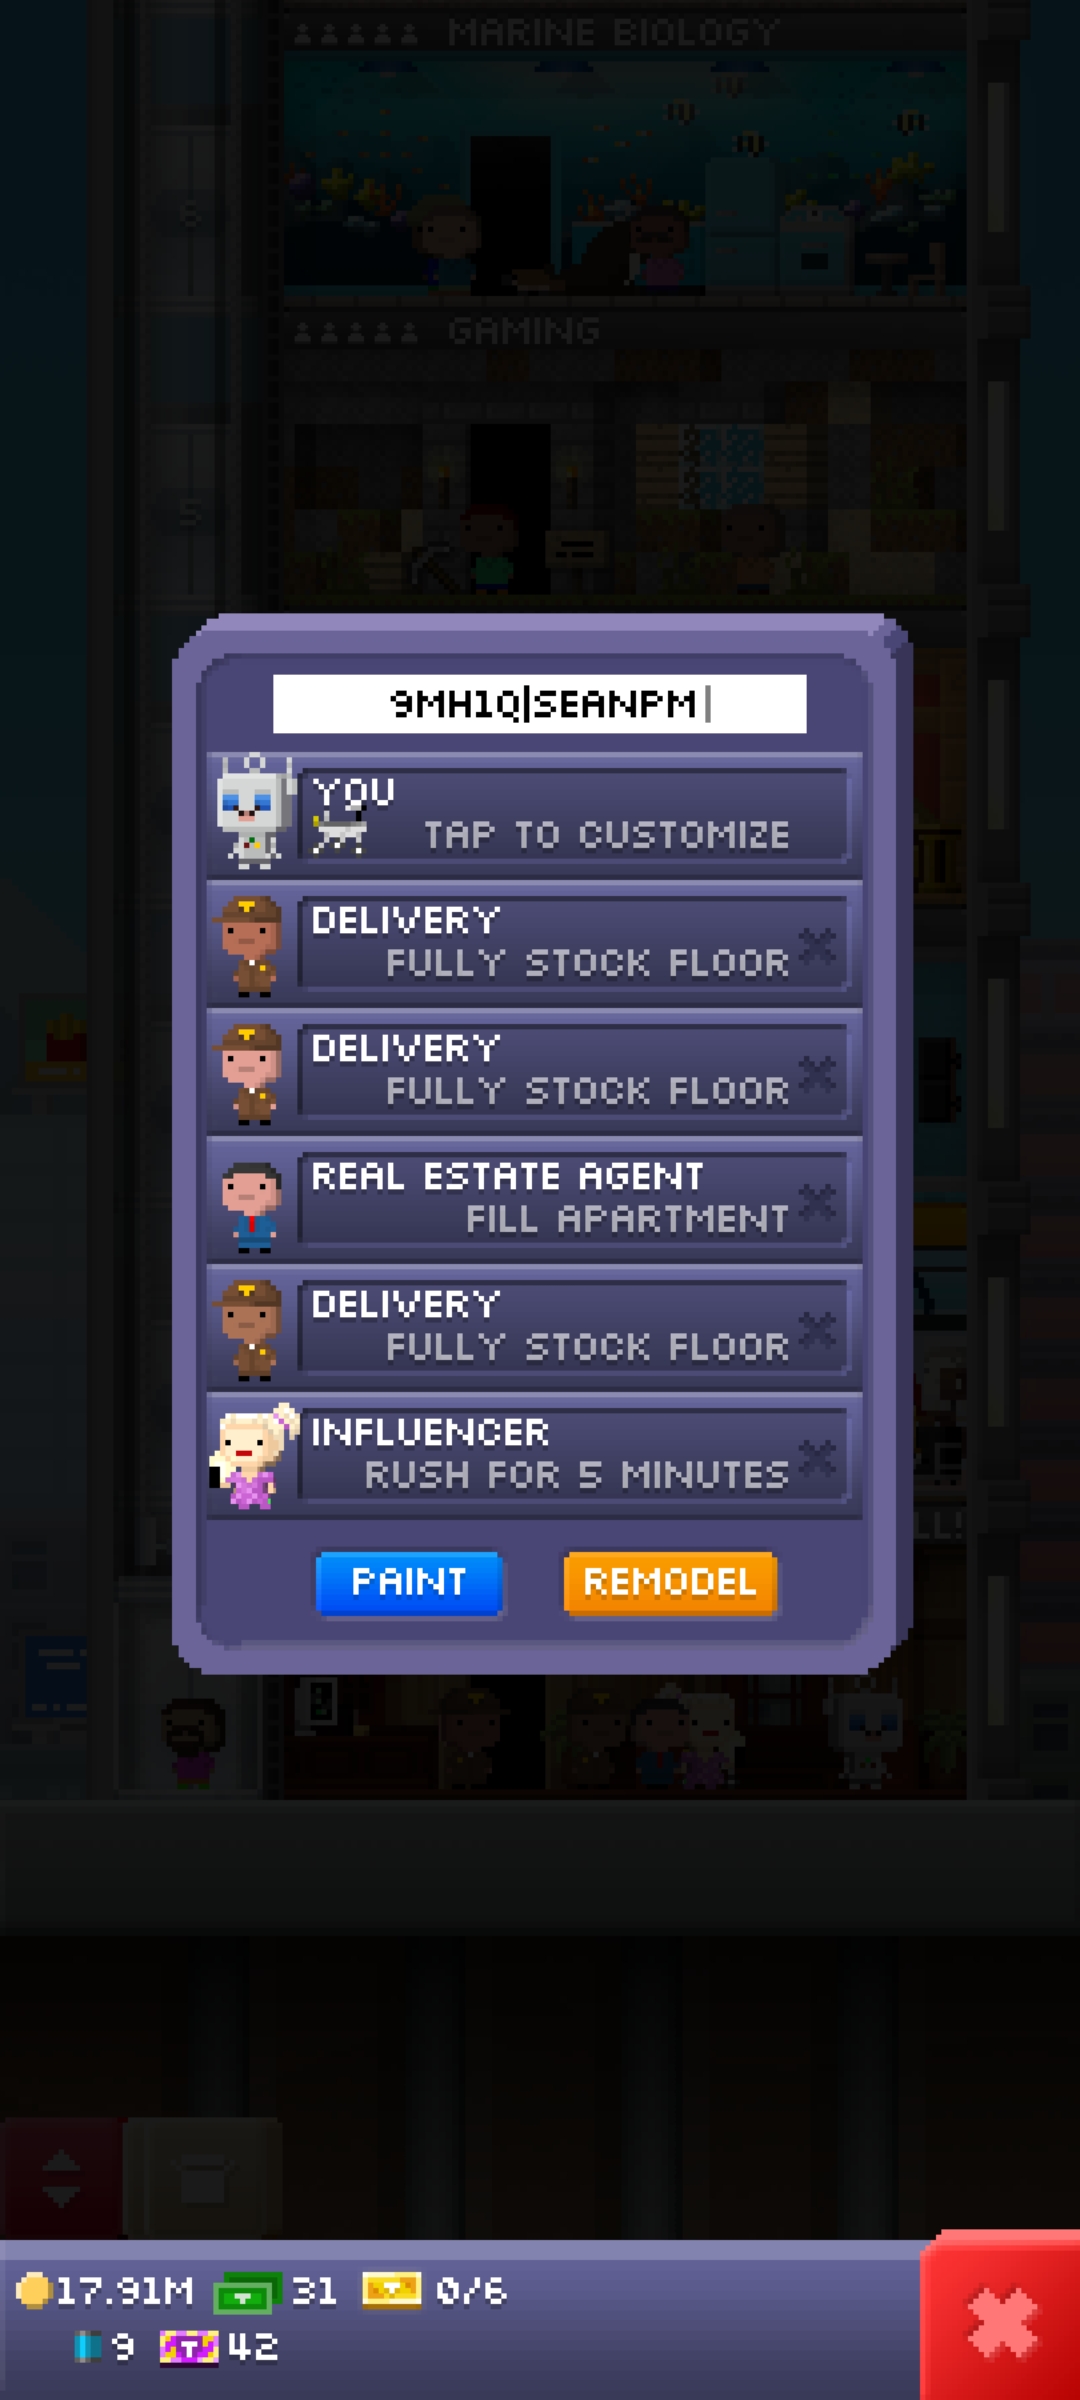 MARINE BIOLOGY
6
GAMING
5
9MH1Q|SEANPM|
YOU
TAP TO CUSTOMIZE
DELIVERY
FULLY STOCK FLOOR
DELIVERY
FULLY STOCK FLOOR
REAL ESTATE AGENT
FILL APARTMENT
DELIVERY
FULLY STOCK FLOOR
INFLUENCER
RUSH FOR 5 MINUTES
PAINT
REMODEL
17.91M
31
0/6
9
42